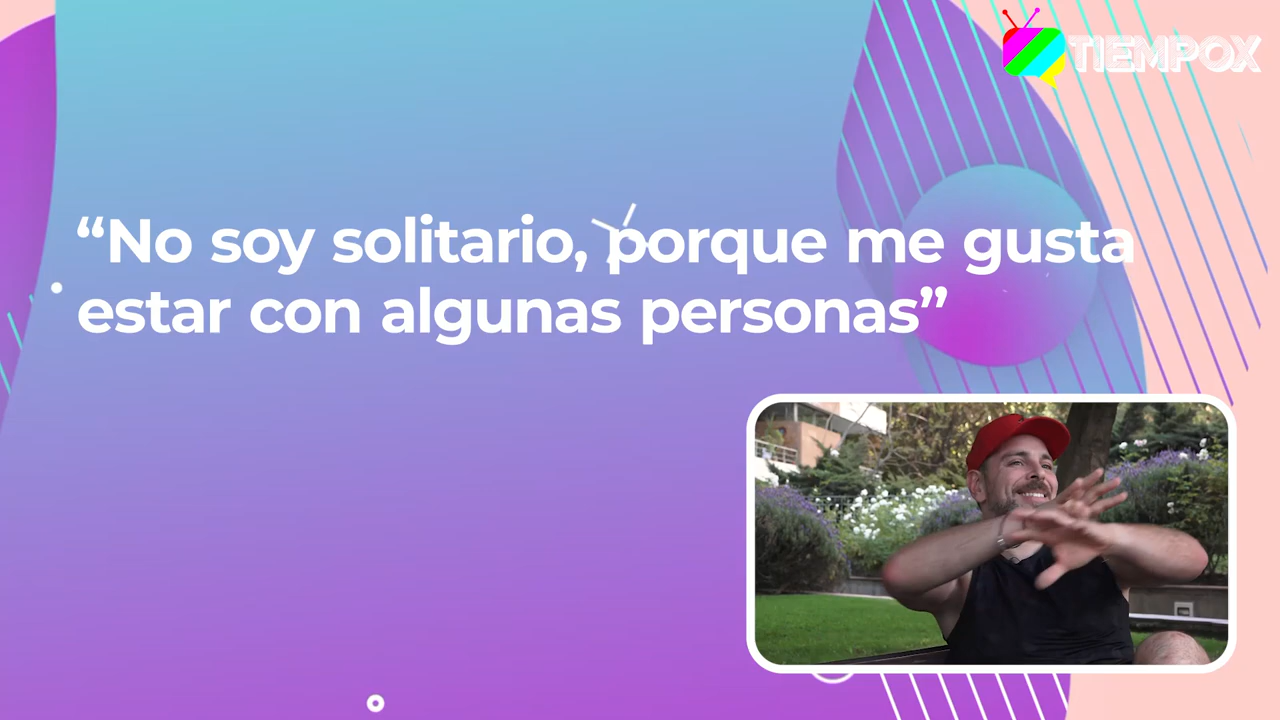 TIEMPOX
“No soy solitario, porque me gusta
estar con algunas personas”